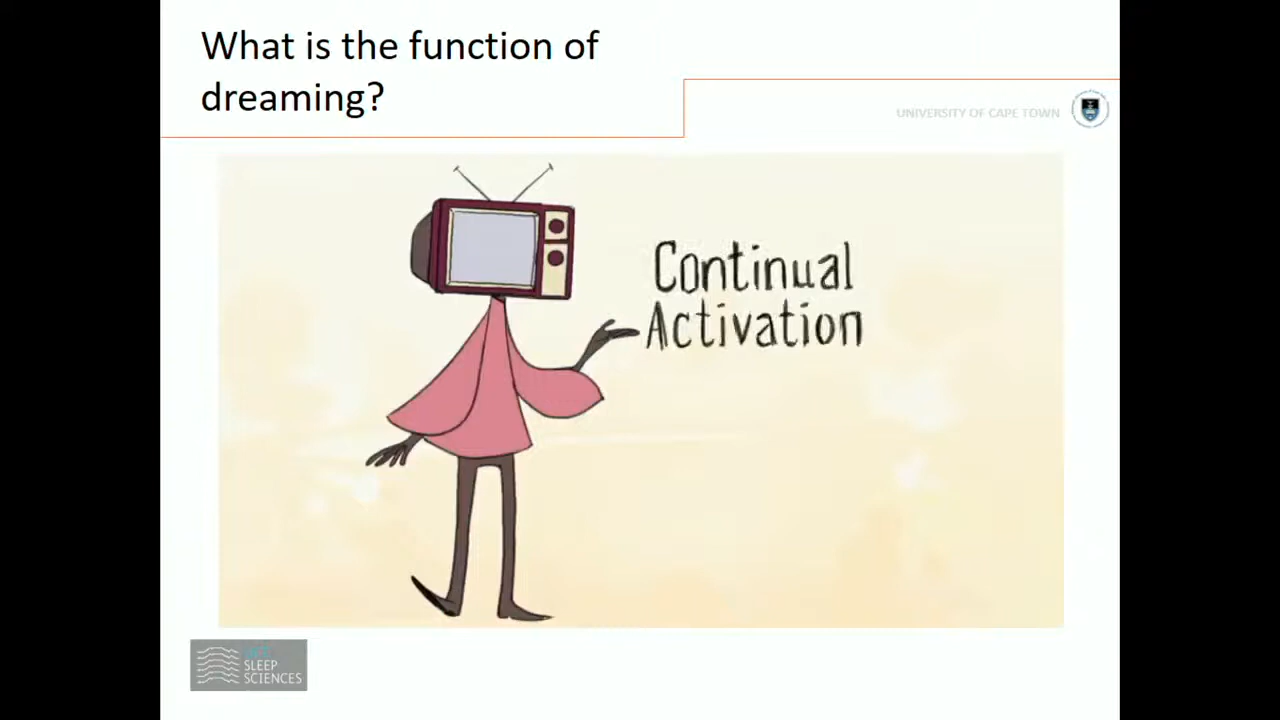 What is the function of
dreaming?
UNIVERSITY OF CAPE TOWN
Continual
Activation
SLEEP
SCIENCES